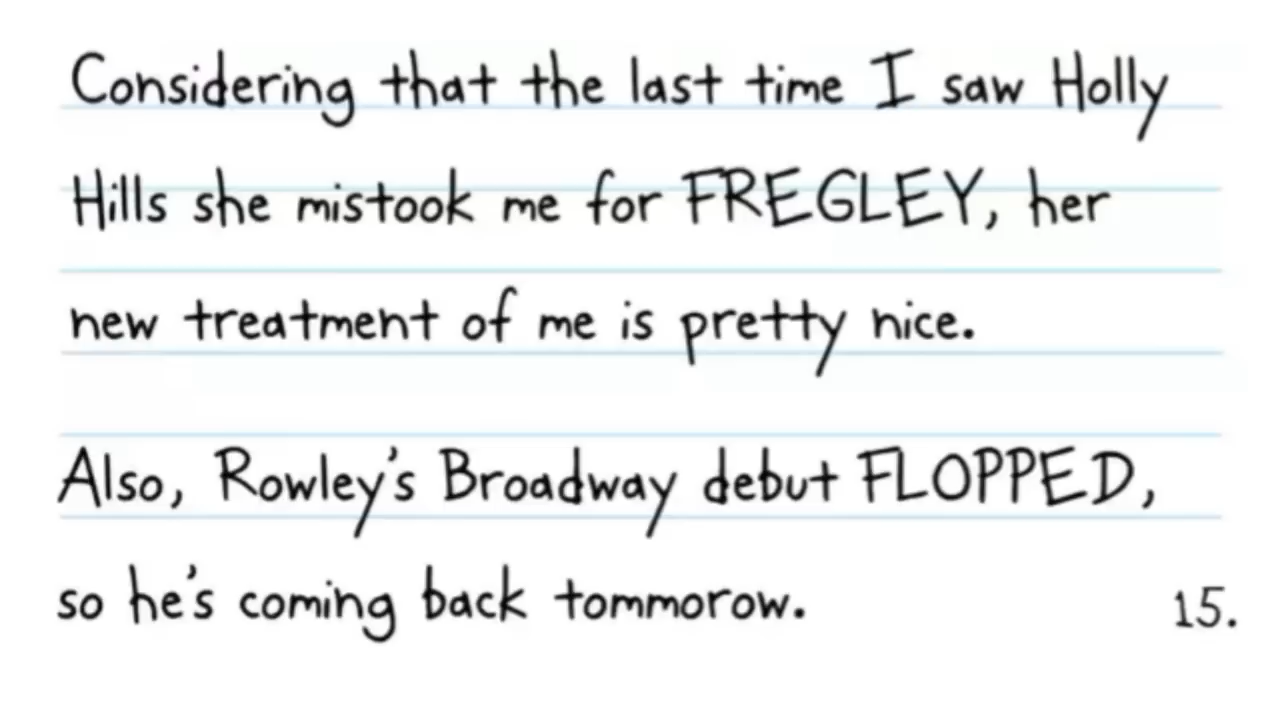 Considering that the last time I saw Holly
Hills she mistook me for FREGLEY, her
new treatment of me is pretty nice.
Also, Rowley's Broadway debut FLOPPED,
so he's coming back tommorow.
15.